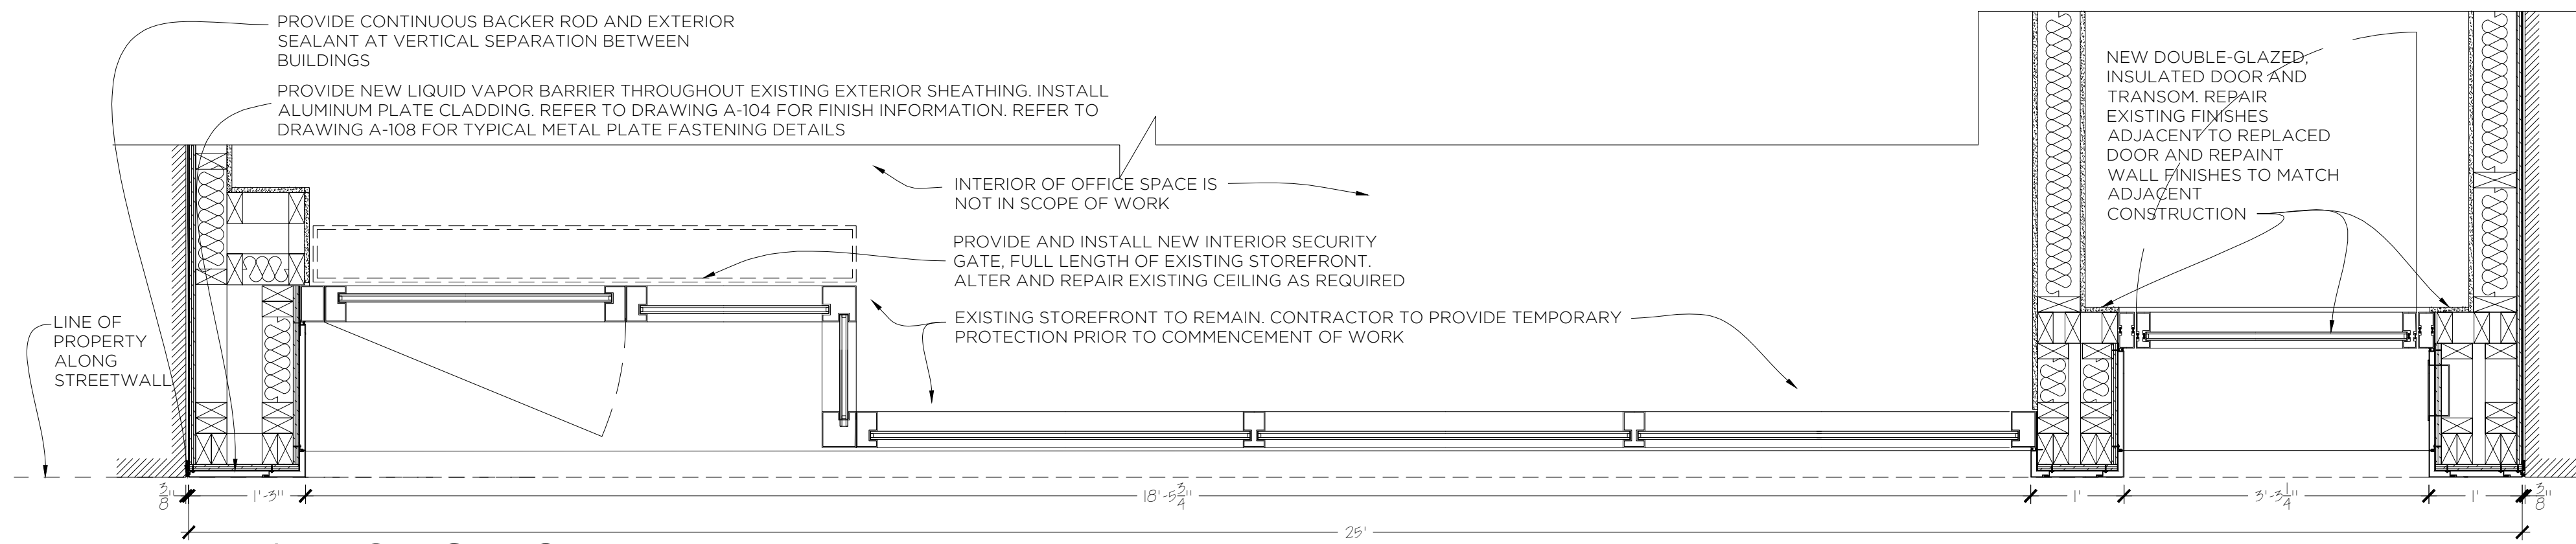 PROVIDE CONTINUOUS BACKER ROD AND EXTERIOR
SEALANT AT VERTICAL SEPARATION BETWEEN
BUILDINGS
PROVIDE NEW LIQUID VAPOR BARRIER THROUGHOUT EXISTING EXTERIOR SHEATHING. INSTALL
ALUMINUM PLATE CLADDING. REFER TO DRAWING A-104 FOR FINISH INFORMATION. REFER TO
DRAWING A-108 FOR TYPICAL METAL PLATE FASTENING DETAILS
NEW DOUBLE-GLAZED,
INSULATED DOOR AND
TRANSOM. REPAIR
EXISTING FINISHES
ADJACENT TO REPLACED
DOOR AND REPAINT
WALL FINISHES TO MATCH
ADJACENT
CONSTRUCTION
INTERIOR OF OFFICE SPACE IS
NOT IN SCOPE OF WORK
PROVIDE AND INSTALL NEW INTERIOR SECURITY
GATE, FULL LENGTH OF EXISTING STOREFRONT.
ALTER AND REPAIR EXISTING CEILING AS REQUIRED
EXISTING STOREFRONT TO REMAIN. CONTRACTOR TO PROVIDE TEMPORARY
PROTECTION PRIOR TO COMMENCEMENT OF WORK
LINE OF
PROPERTY
ALONG
STREETWALL
3/8" 1'-3" 18'-5 3/4" 1' 3'-3 1/4" 1' 3/8"
25'